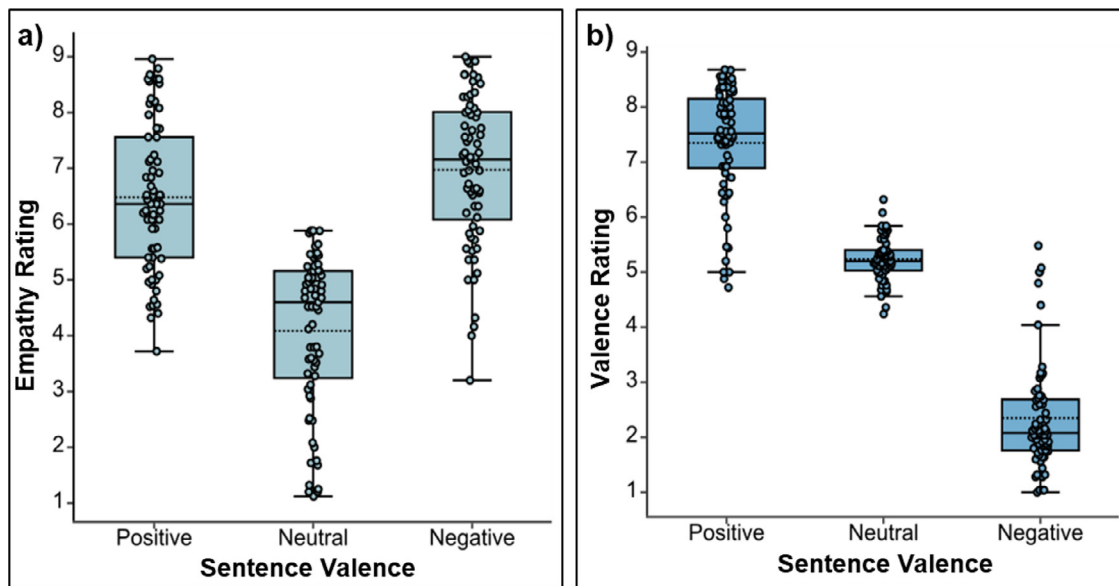 a)
Empathy Rating
9
8
7
6
5
4
3
2
1
Positive Neutral Negative
Sentence Valence
b)
Valence Rating
9
8
7
6
5
4
3
2
1
Positive Neutral Negative
Sentence Valence